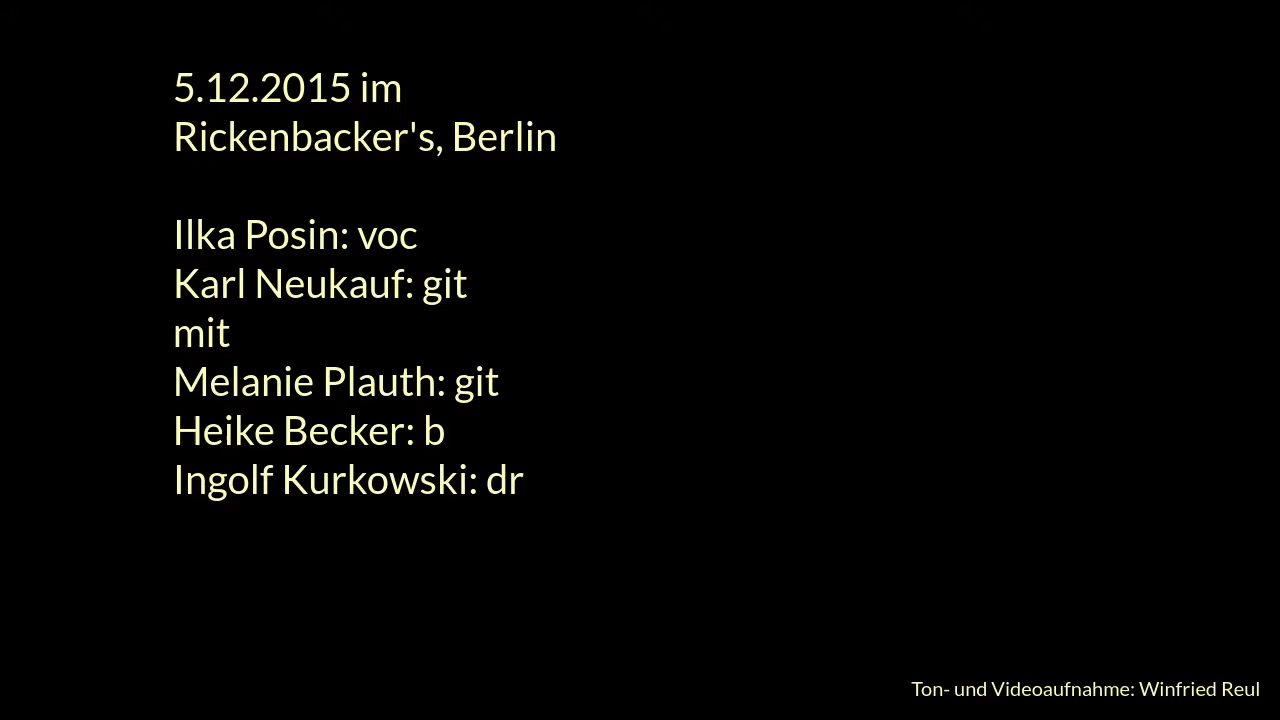 5.12.2015 im
Rickenbacker's, Berlin
Ilka Posin: voc
Karl Neukauf: git
mit
Melanie Plauth: git
Heike Becker: b
Ingolf Kurkowski: dr
Ton- und Videoaufnahme: Winfried Reul